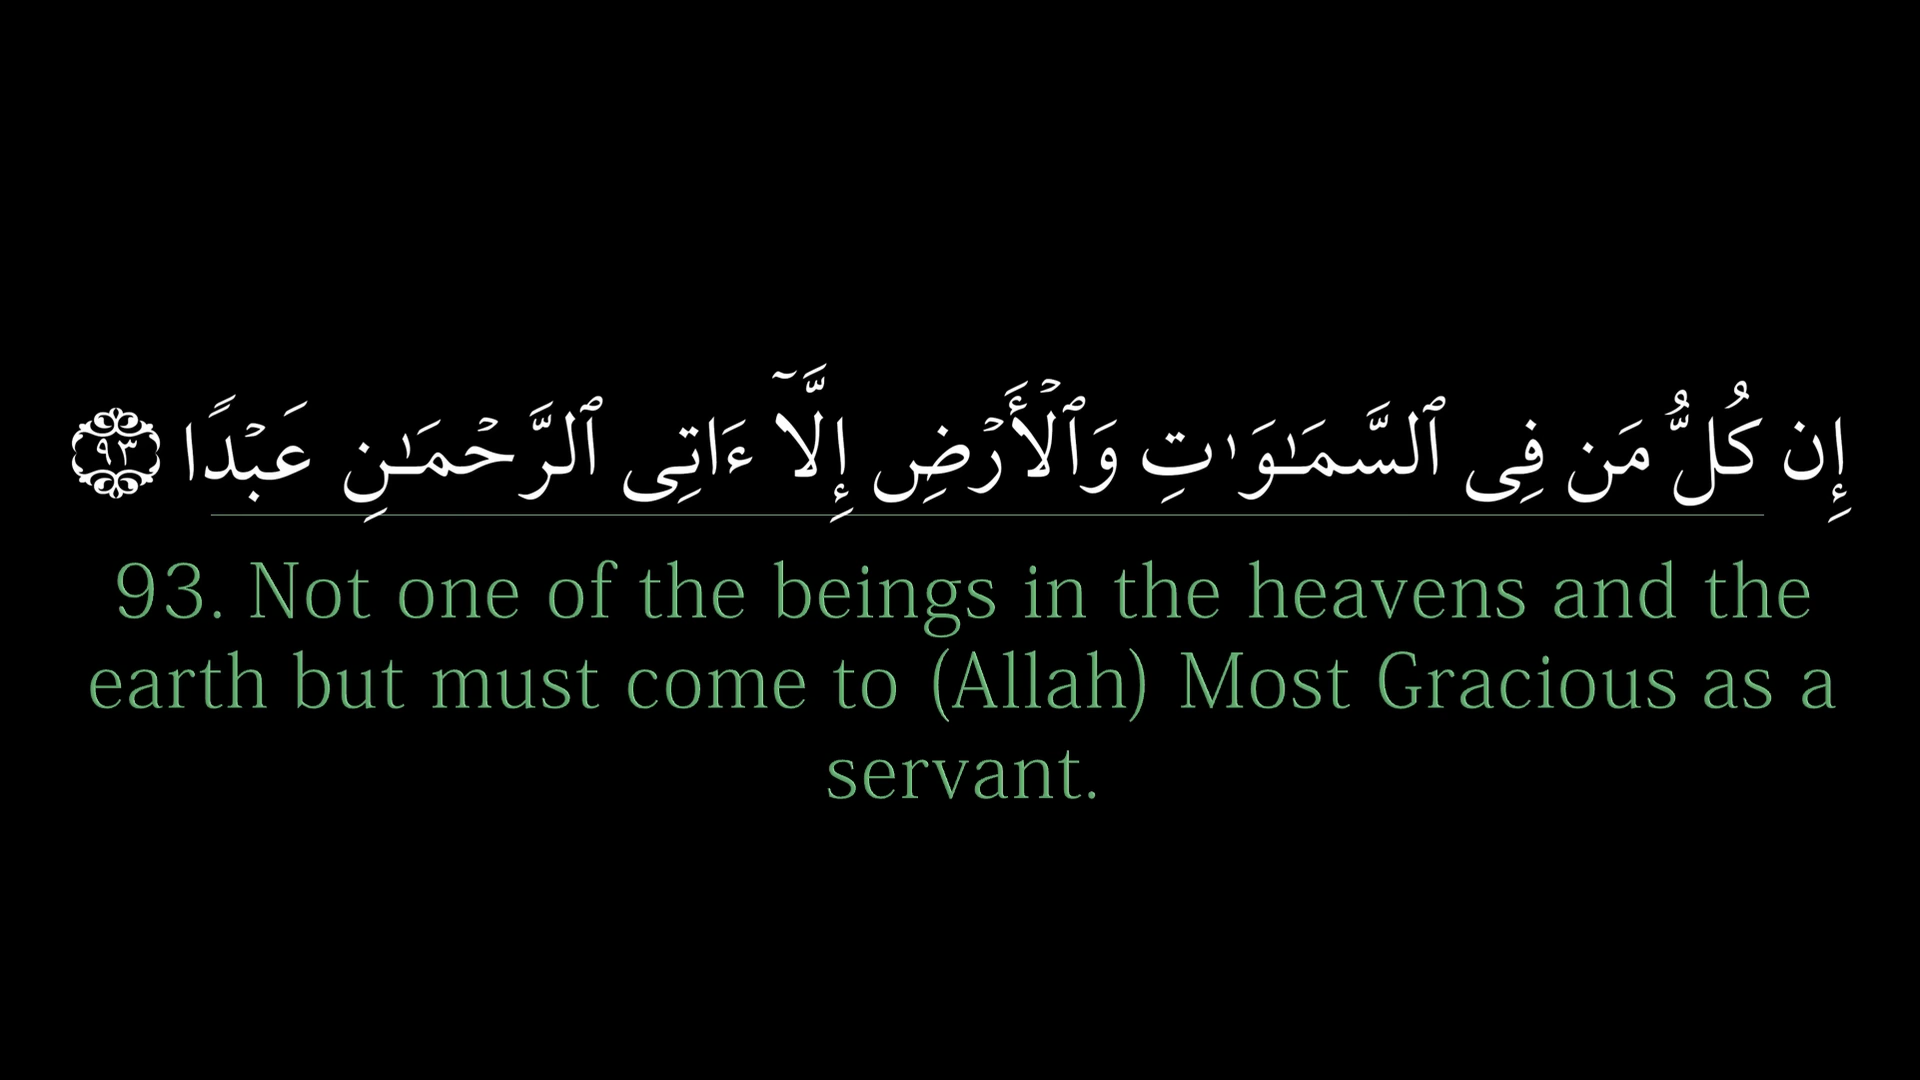 إِن كُلُّ مَن فِى ٱلسَّمَـٰوَٰتِ وَٱلْأَرْضِ إِلَّآ ءَاتِى ٱلرَّحْمَـٰنِ عَبْدًا ٩٣
93. Not one of the beings in the heavens and the
earth but must come to (Allah) Most Gracious as a
servant.